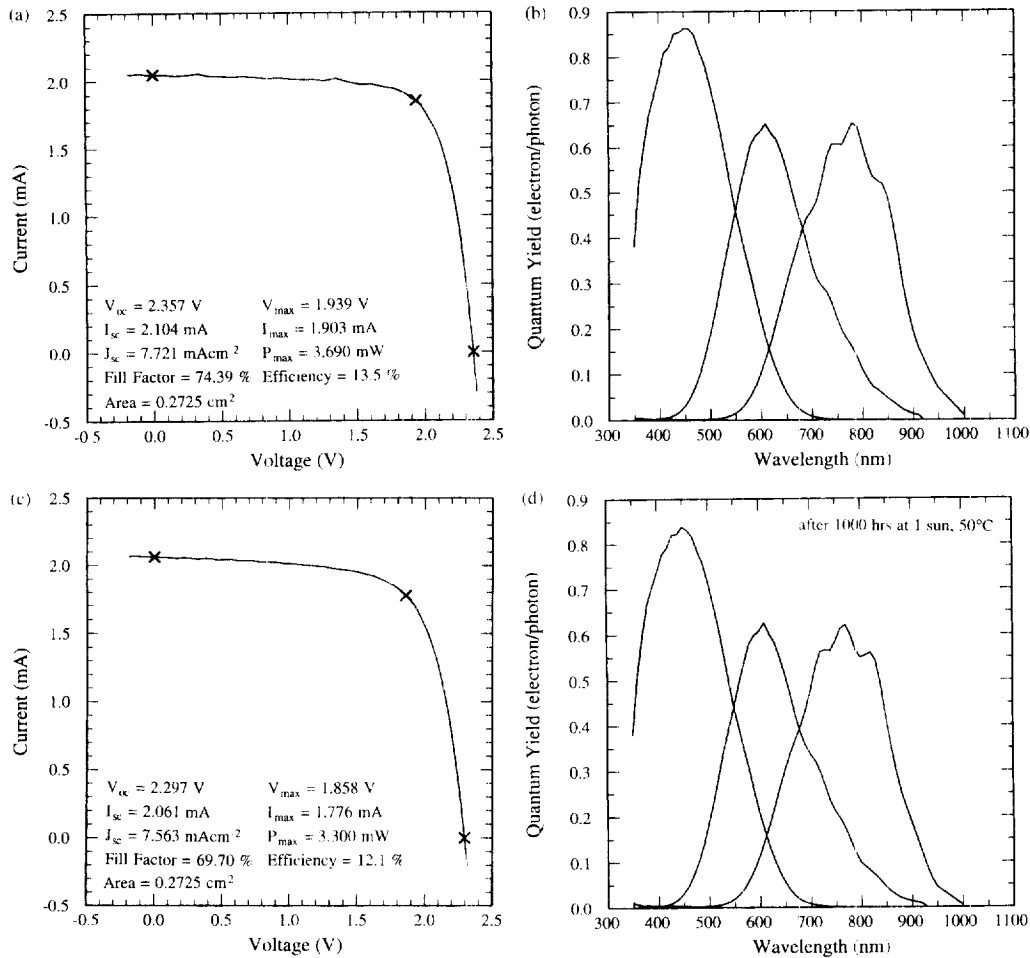 (a)
2.5
2.0
1.5
1.0
0.5
0.0
-0.5
Current (mA)
V_oc = 2.357 V
I_sc = 2.104 mA
J_sc = 7.721 mAcm-2
Fill Factor = 74.39 %
Area = 0.2725 cm2
V_max = 1.939 V
I_max = 1.903 mA
P_max = 3.690 mW
Efficiency = 13.5 %
-0.5 0.0 0.5 1.0 1.5 2.0 2.5
Voltage (V)
(b)
0.9
0.8
0.7
0.6
0.5
0.4
0.3
0.2
0.1
0.0
Quantum Yield (electron/photon)
300 400 500 600 700 800 900 1000 1100
Wavelength (nm)
(c)
2.5
2.0
1.5
1.0
0.5
0.0
-0.5
Current (mA)
V_oc = 2.297 V
I_sc = 2.061 mA
J_sc = 7.563 mAcm-2
Fill Factor = 69.70 %
Area = 0.2725 cm2
V_max = 1.858 V
I_max = 1.776 mA
P_max = 3.300 mW
Efficiency = 12.1 %
-0.5 0.0 0.5 1.0 1.5 2.0 2.5
Voltage (V)
(d)
after 1000 hrs at 1 sun, 50°C
0.9
0.8
0.7
0.6
0.5
0.4
0.3
0.2
0.1
0.0
Quantum Yield (electron/photon)
300 400 500 600 700 800 900 1000 1100
Wavelength (nm)